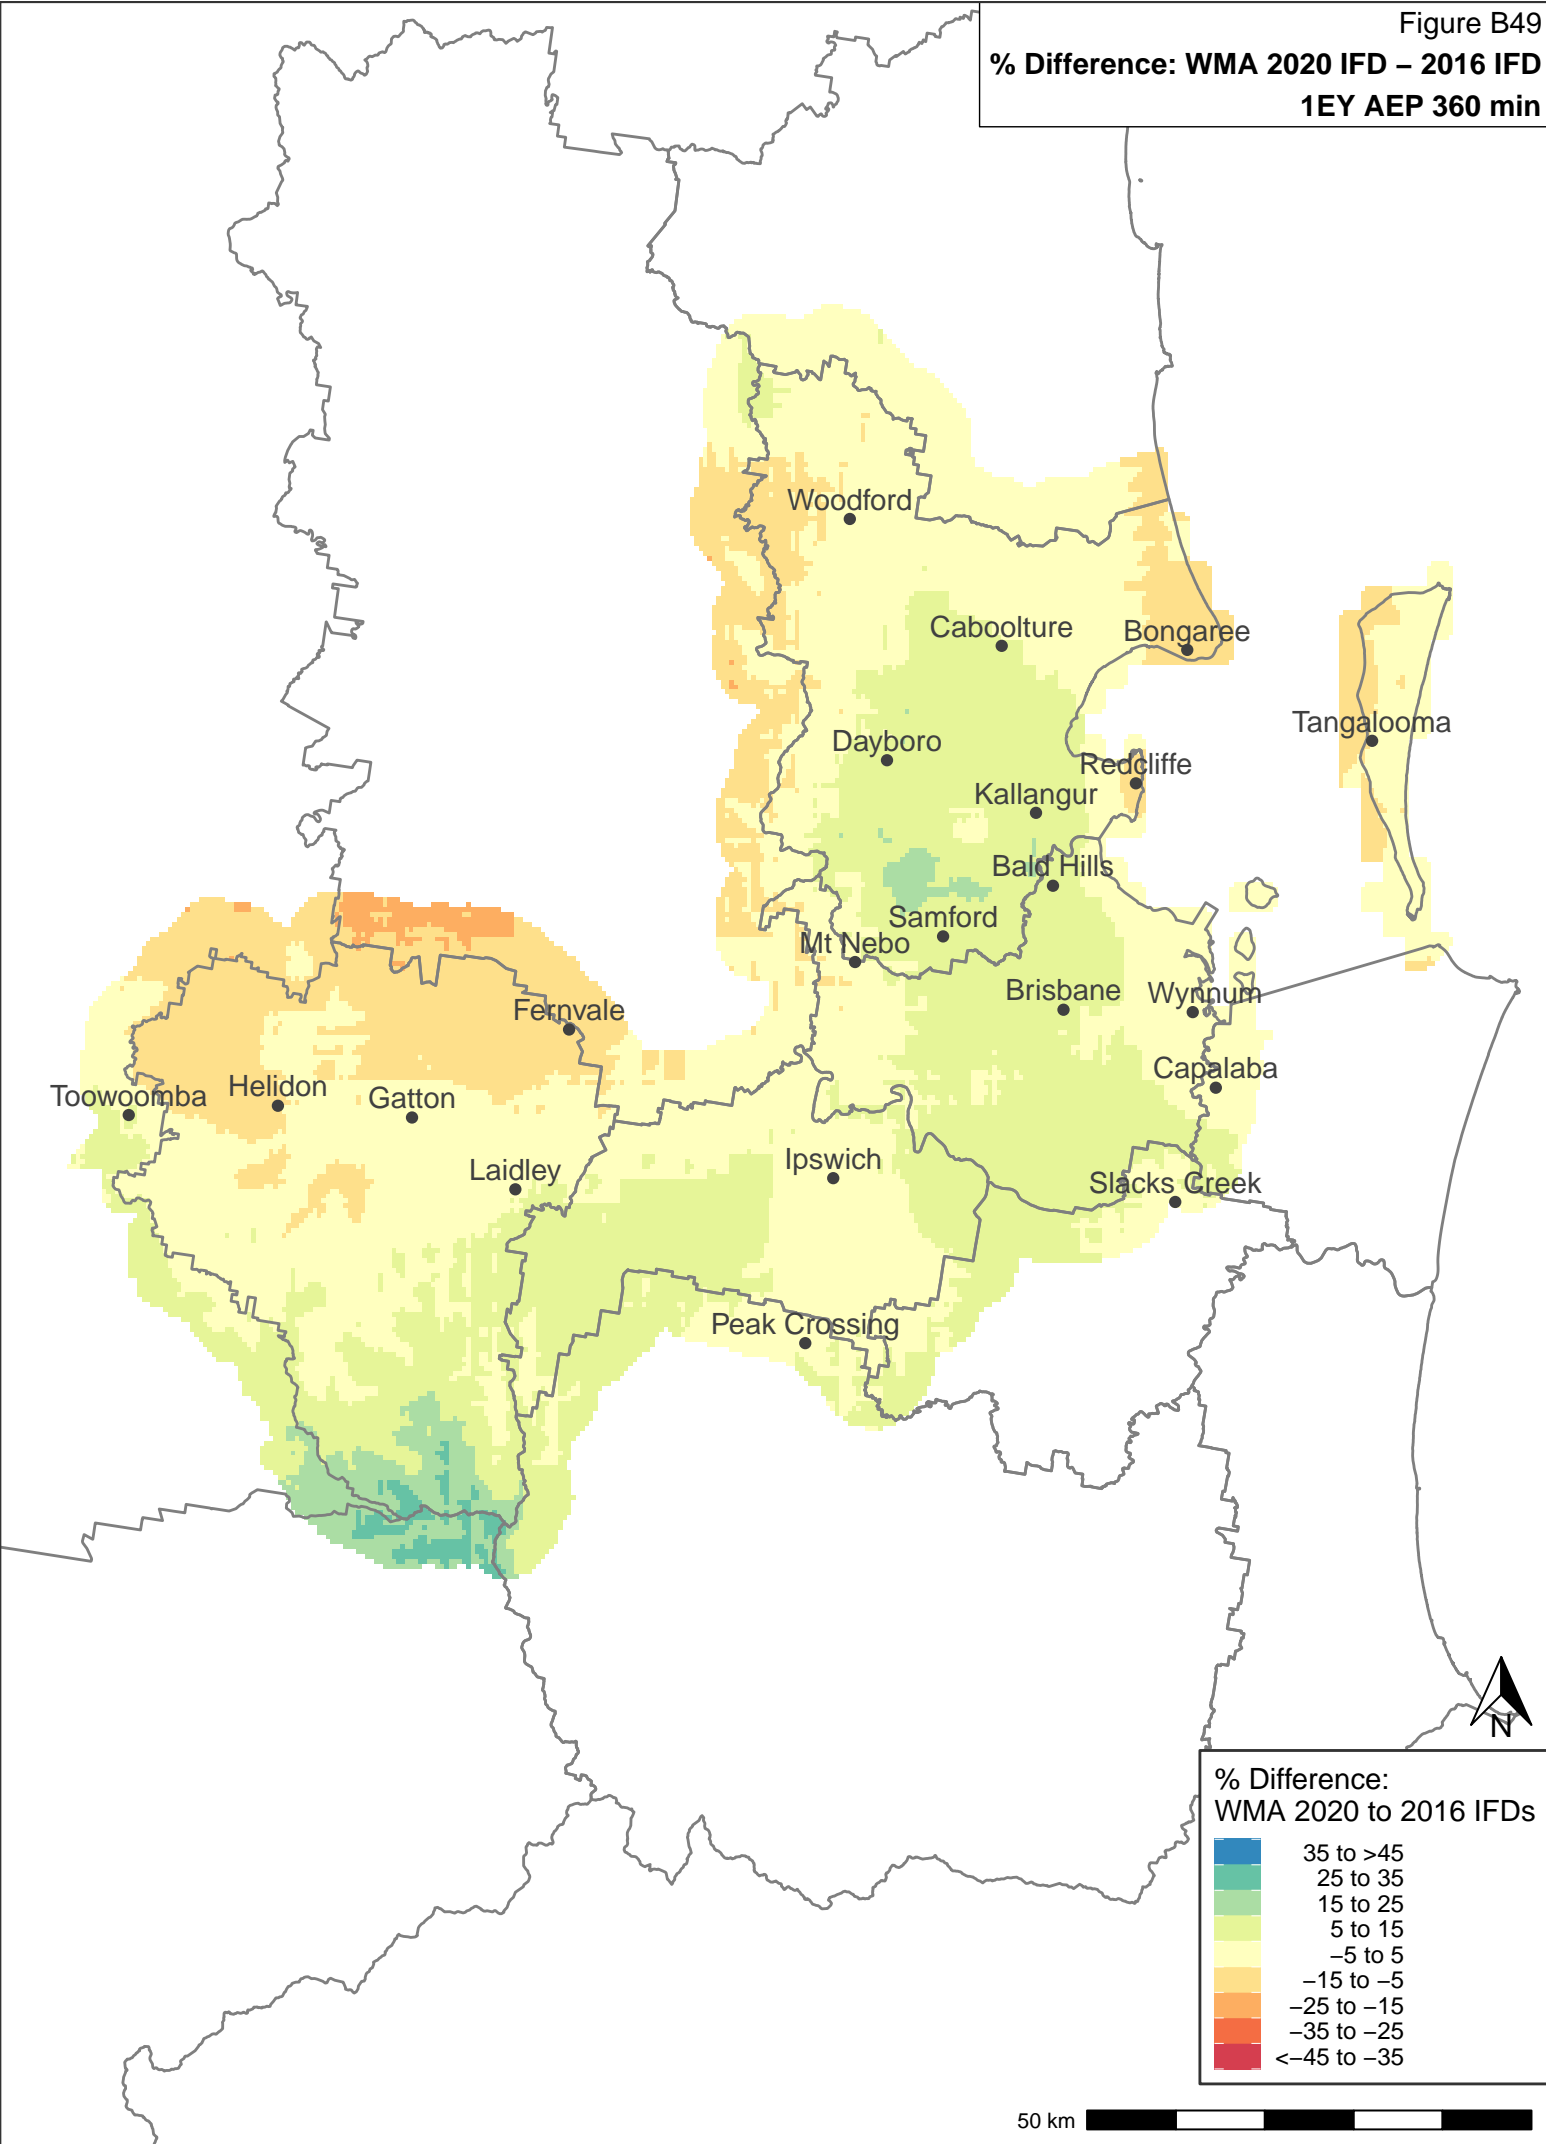 Figure B49
% Difference: WMA 2020 IFD – 2016 IFD
1EY AEP 360 min
Woodford
Caboolture
Bongaree
Tangalooma
Dayboro
Redcliffe
Kallangur
Bald Hills
Samford
Mt Nebo
Brisbane
Wynnum
Fernvale
Capalaba
Toowoomba
Helidon
Gatton
Ipswich
Laidley
Slacks Creek
Peak Crossing
N
% Difference:
WMA 2020 to 2016 IFDs
35 to >45
25 to 35
15 to 25
5 to 15
−5 to 5
−15 to −5
−25 to −15
−35 to −25
<−45 to −35
50 km